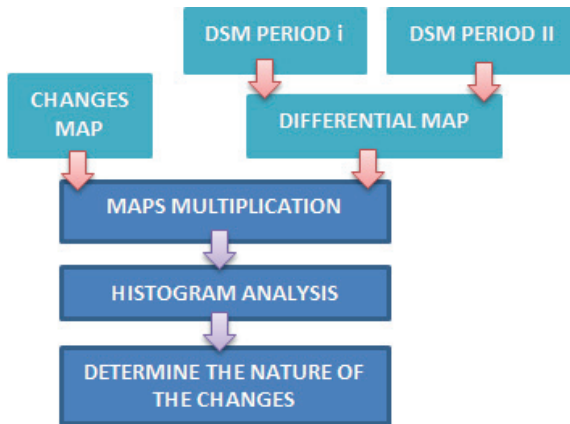 DSM PERIOD i
DSM PERIOD II
CHANGES
MAP
DIFFERENTIAL MAP
MAPS MULTIPLICATION
HISTOGRAM ANALYSIS
DETERMINE THE NATURE OF
THE CHANGES